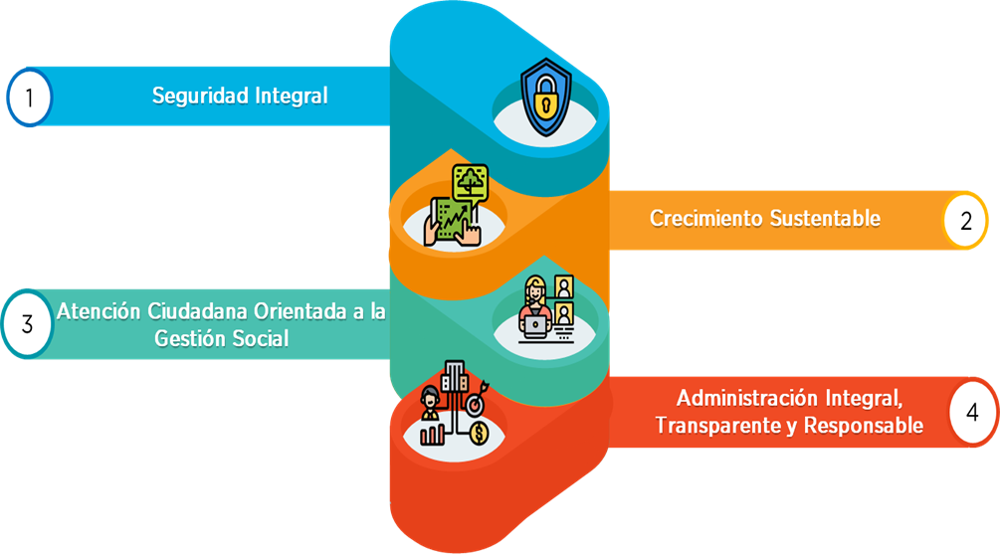 1
Seguridad Integral
Crecimiento Sustentable
2
3
Atención Ciudadana Orientada a la
Gestión Social
Administración Integral,
Transparente y Responsable
4
$